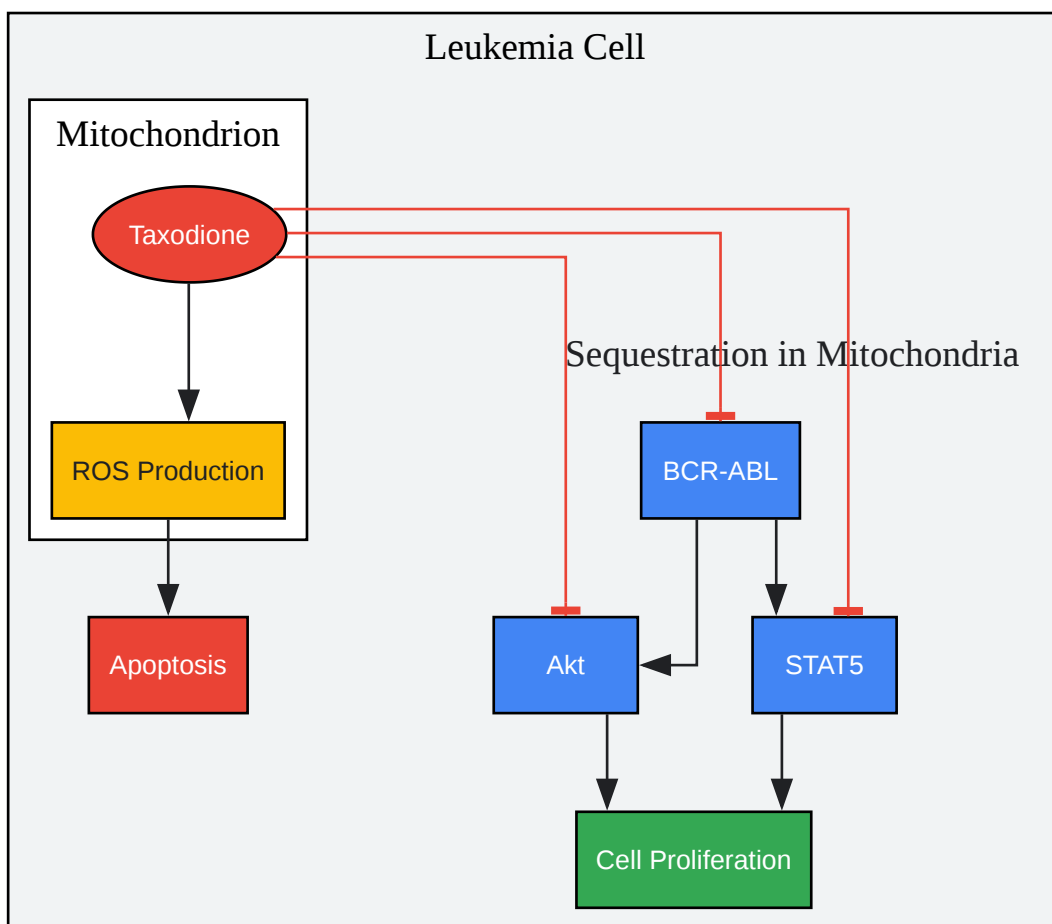 Leukemia Cell
Mitochondrion
Taxodione
Sequestration in Mitochondria
ROS Production
BCR-ABL
Apoptosis
Akt
STAT5
Cell Proliferation